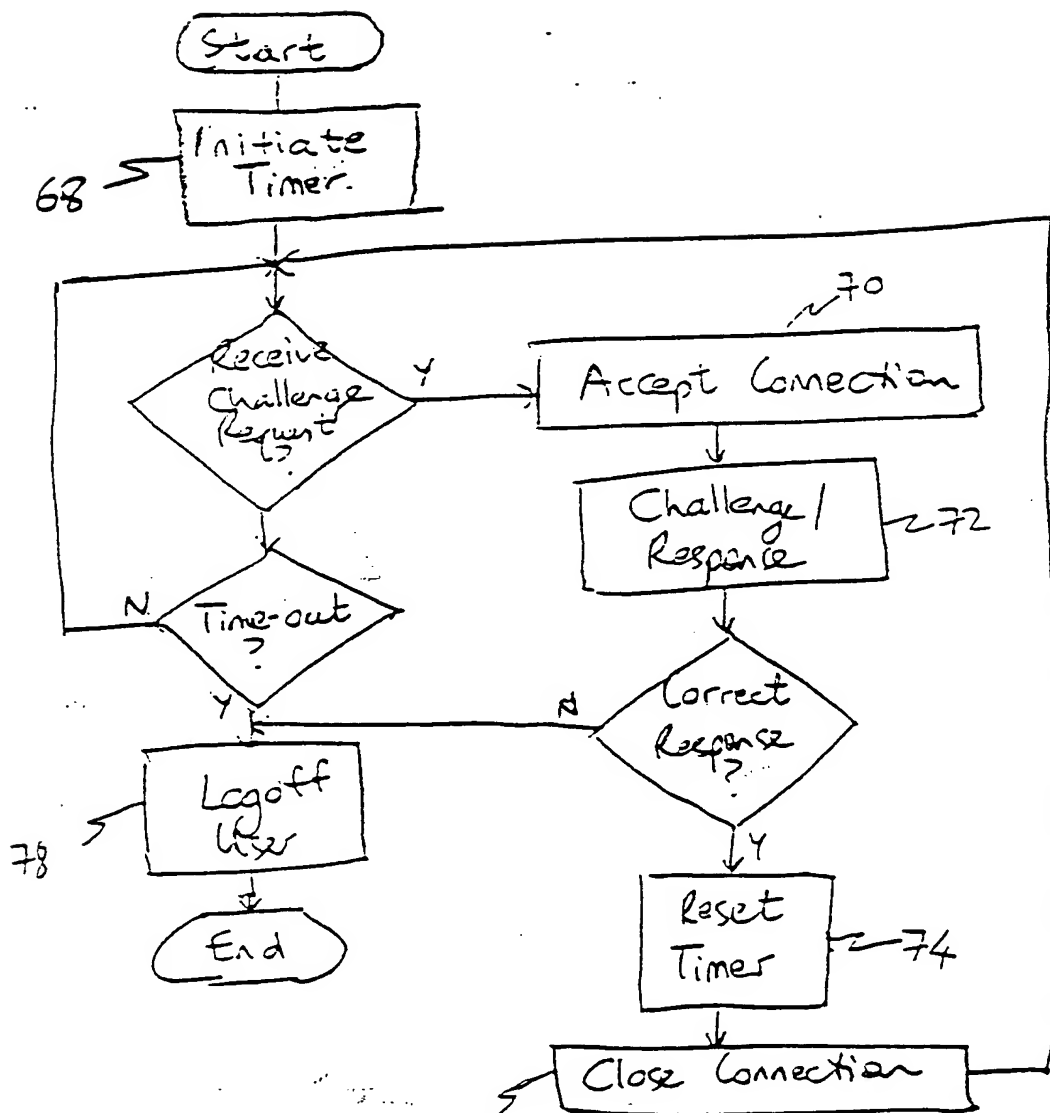 Start
Initiate
Timer.
68
70
Receive
Challenge
Request
?
Y
Accept Connection
Challenge/
Response
72
N
Time-out
?
Y
N
Correct
Response
?
Logoff
User
78
Y
Reset
Timer
74
End
Close Connection